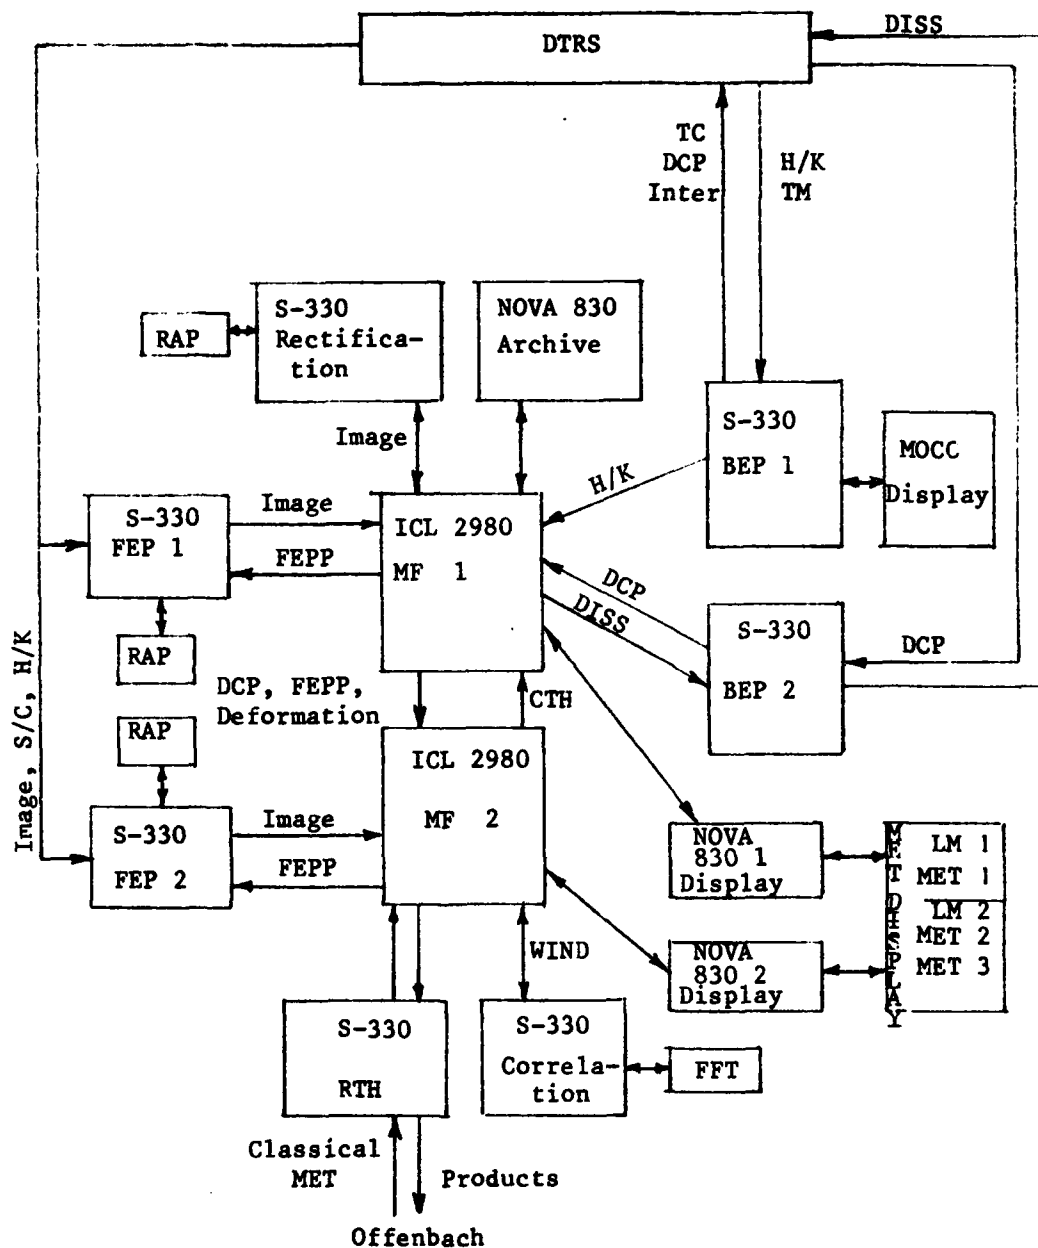 DTRS
DISS
TC
DCP
Inter
H/K
TM
S-330
Rectifica-
tion
RAP
NOVA 830
Archive
Image
S-330
BEP 1
MOCC
Display
H/K
S-330
FEP 1
Image
FEPP
ICL 2980
MF 1
DCP
DISS
S-330
BEP 2
DCP
RAP
DCP, FEPP,
Deformation
CTH
RAP
Image, S/C, H/K
ICL 2980
MF 2
S-330
FEP 2
Image
FEPP
NOVA
830 1
Display
MET DISPLAY
LM 1
MET 1
LM 2
MET 2
MET 3
NOVA
830 2
Display
WIND
S-330
RTH
S-330
Correla-
tion
FFT
Classical
MET
Products
Offenbach